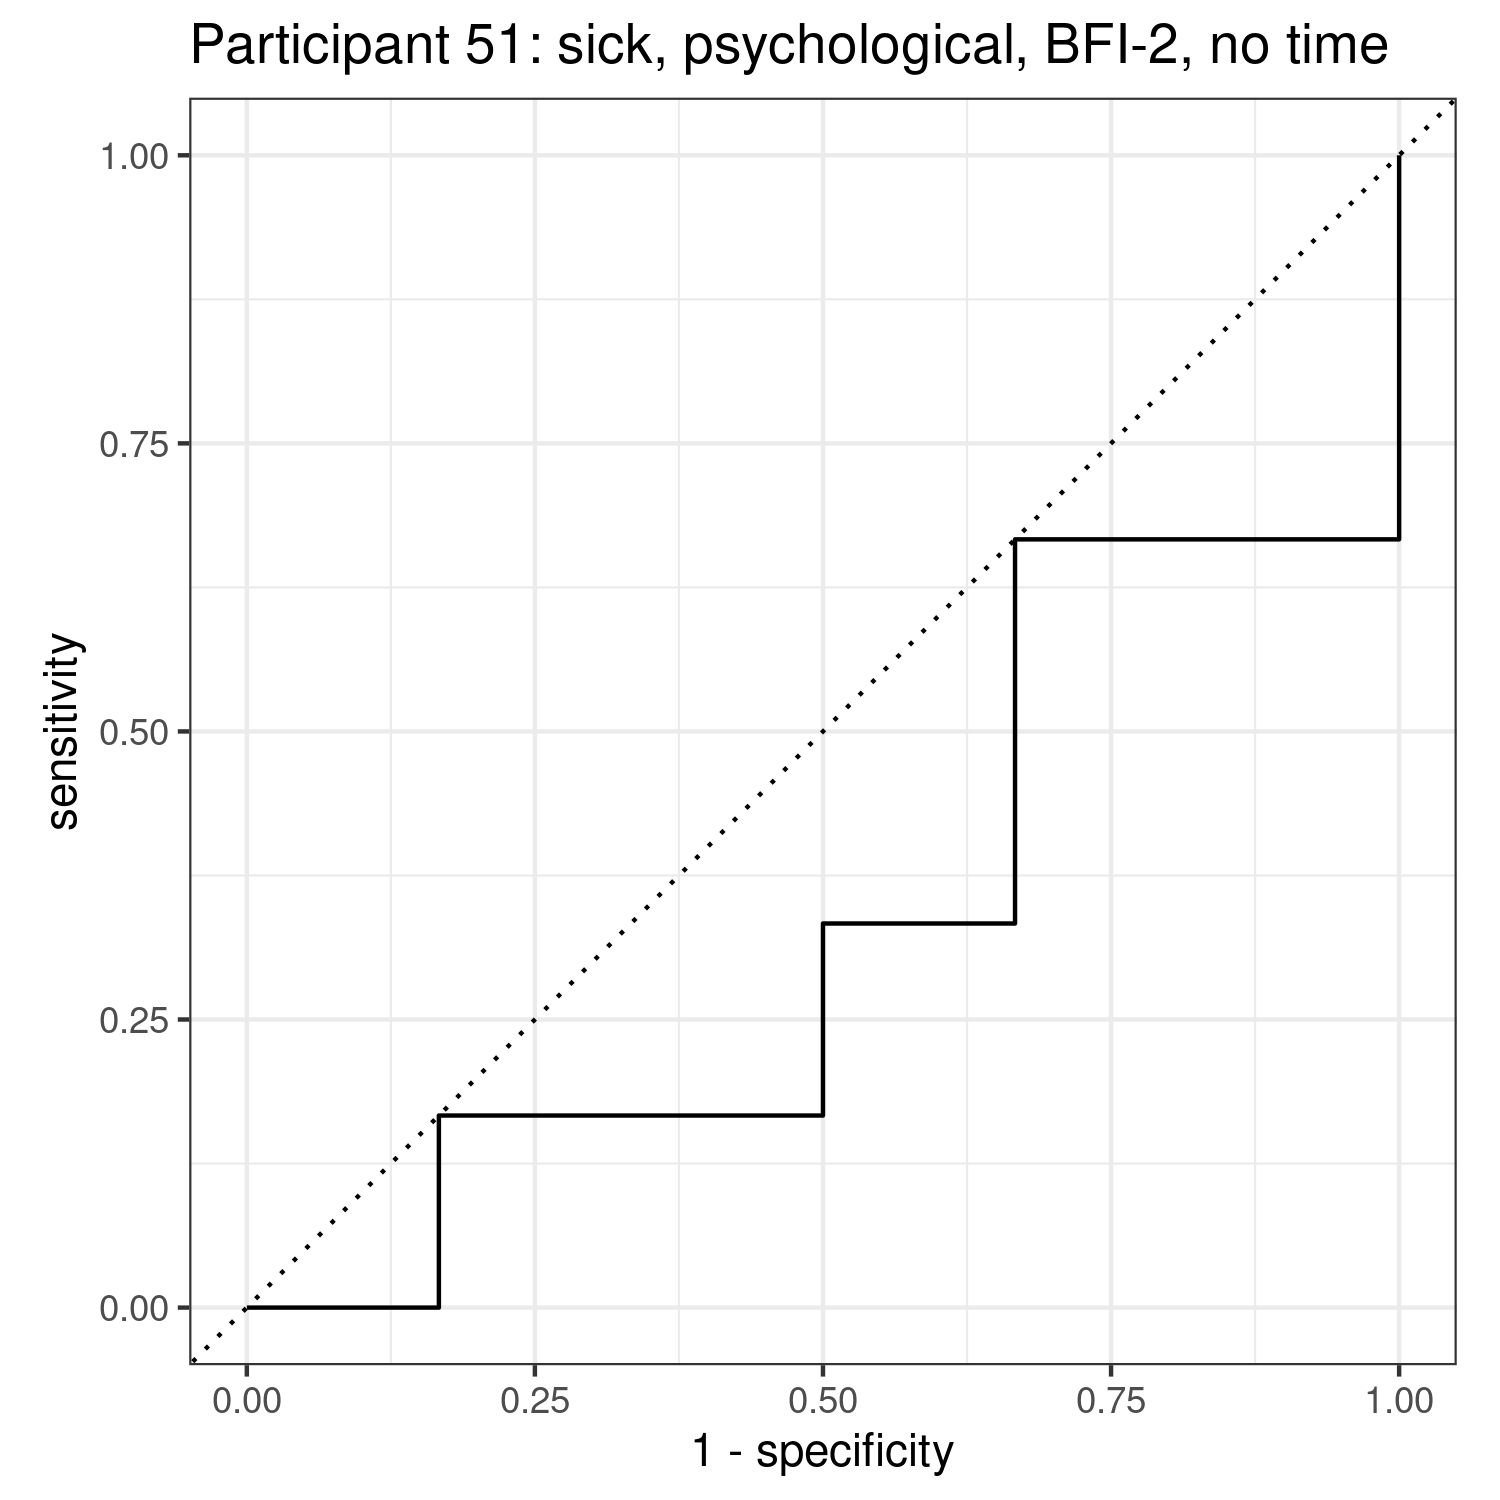 Participant 51: sick, psychological, BFI-2, no time
1.00
0.75
0.50
0.25
0.00
sensitivity
0.00 0.25 0.50 0.75 1.00
1 - specificity